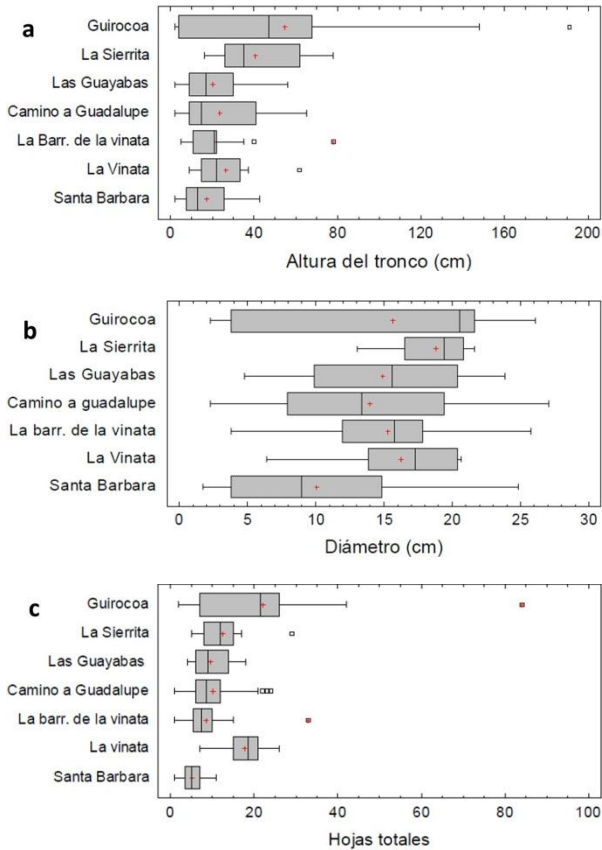 a
Guirocoa
La Sierrita
Las Guayabas
Camino a Guadalupe
La Barr. de la vinata
La Vinata
Santa Barbara
0 40 80 120 160 200
Altura del tronco (cm)
b
Guirocoa
La Sierrita
Las Guayabas
Camino a guadalupe
La barr. de la vinata
La Vinata
Santa Barbara
0 5 10 15 20 25 30
Diámetro (cm)
c
Guirocoa
La Sierrita
Las Guayabas
Camino a Guadalupe
La barr. de la vinata
La vinata
Santa Barbara
0 20 40 60 80 100
Hojas totales